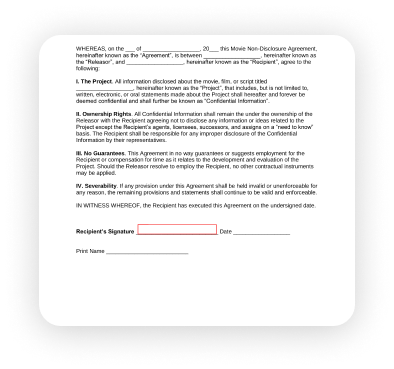 WHEREAS, on the ___ of __________________, 20___ this Movie Non-Disclosure Agreement,
hereinafter known as the "Agreement", is between __________________, hereinafter known as
the "Releasor", and __________________, hereinafter known as the "Recipient", agree to the
following:
I. The Project. All information disclosed about the movie, film, or script titled
__________________, hereinafter known as the "Project", that includes, but is not limited to,
written, electronic, or oral statements made about the Project shall hereafter and forever be
deemed confidential and shall further be known as "Confidential Information".
II. Ownership Rights. All Confidential Information shall remain the under the ownership of the
Releasor with the Recipient agreeing not to disclose any information or ideas related to the
Project except the Recipient's agents, licensees, successors, and assigns on a "need to know"
basis. The Recipient shall be responsible for any improper disclosure of the Confidential
Information by their representatives.
III. No Guarantees. This Agreement in no way guarantees or suggests employment for the
Recipient or compensation for time as it relates to the development and evaluation of the
Project. Should the Releasor resolve to employ the Recipient, no other contractual instruments
may be applied.
IV. Severability. If any provision under this Agreement shall be held invalid or unenforceable for
any reason, the remaining provisions and statements shall continue to be valid and enforceable.
IN WITNESS WHEREOF, the Recipient has executed this Agreement on the undersigned date.
Recipient's Signature __________________ Date __________________
Print Name __________________________